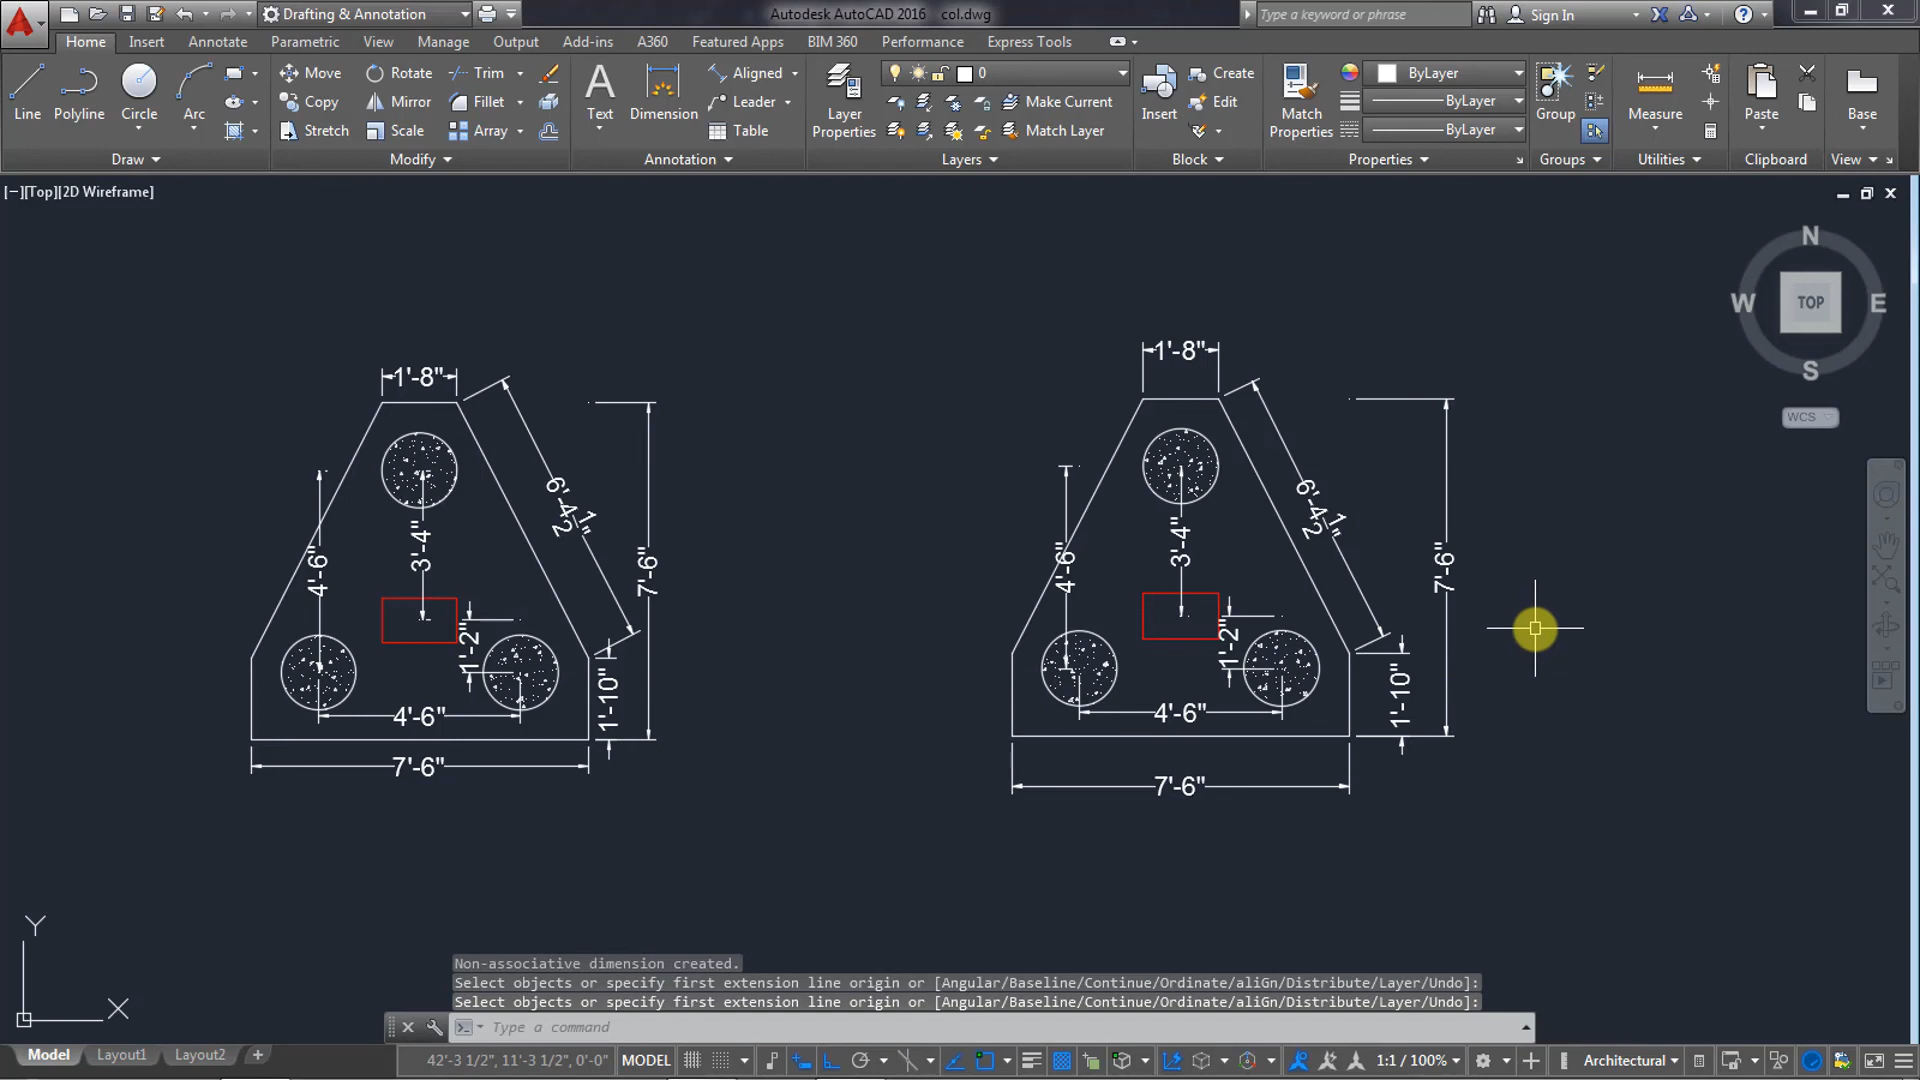 Drafting & Annotation
Autodesk AutoCAD 2016 col.dwg
Type a keyword or phrase
Sign In
Home Insert Annotate Parametric View Manage Output Add-ins A360 Featured Apps BIM 360 Performance Express Tools
Line Polyline Circle Arc
Move Rotate Trim
Copy Mirror Fillet
Stretch Scale Array
Text Dimension
Aligned
Leader
Table
Layer Properties
0
Make Current
Match Layer
Insert
Create
Edit
Match Properties
ByLayer
ByLayer
ByLayer
Group
Measure
Paste
Base
Draw Modify Annotation Layers Block Properties Groups Utilities Clipboard View
[−][Top][2D Wireframe]
N
W TOP E
S
WCS
1'-8"
6'-4 1/2"
4'-6"
3'-4"
7'-6"
1'-2"
1'-10"
4'-6"
7'-6"
1'-8"
6'-4 1/2"
4'-6"
3'-4"
7'-6"
1'-2"
1'-10"
4'-6"
7'-6"
Y
X
Non-associative dimension created.
Select objects or specify first extension line origin or [Angular/Baseline/Continue/Ordinate/aliGn/Distribute/Layer/Undo]:
Select objects or specify first extension line origin or [Angular/Baseline/Continue/Ordinate/aliGn/Distribute/Layer/Undo]:
Type a command
Model Layout1 Layout2 +
42'-3 1/2", 11'-3 1/2", 0'-0" MODEL
1:1 / 100%
Architectural